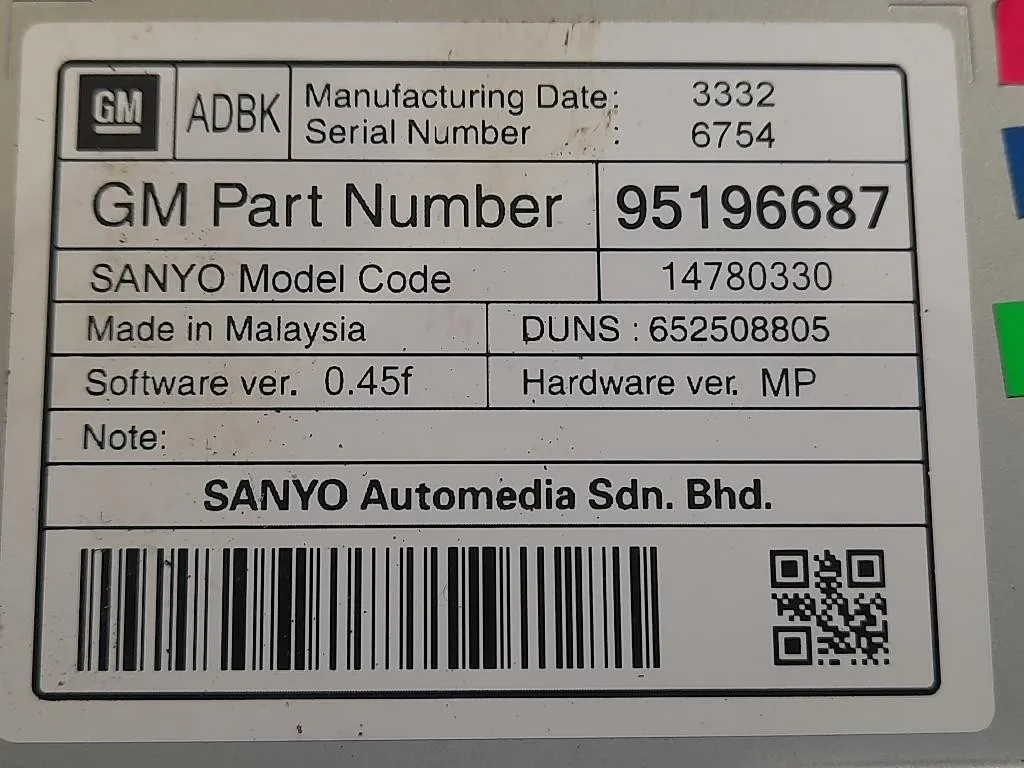 GM ADBK Manufacturing Date: 3332
Serial Number : 6754
GM Part Number 95196687
SANYO Model Code 14780330
Made in Malaysia DUNS : 652508805
Software ver. 0.45f Hardware ver. MP
Note:
SANYO Automedia Sdn. Bhd.